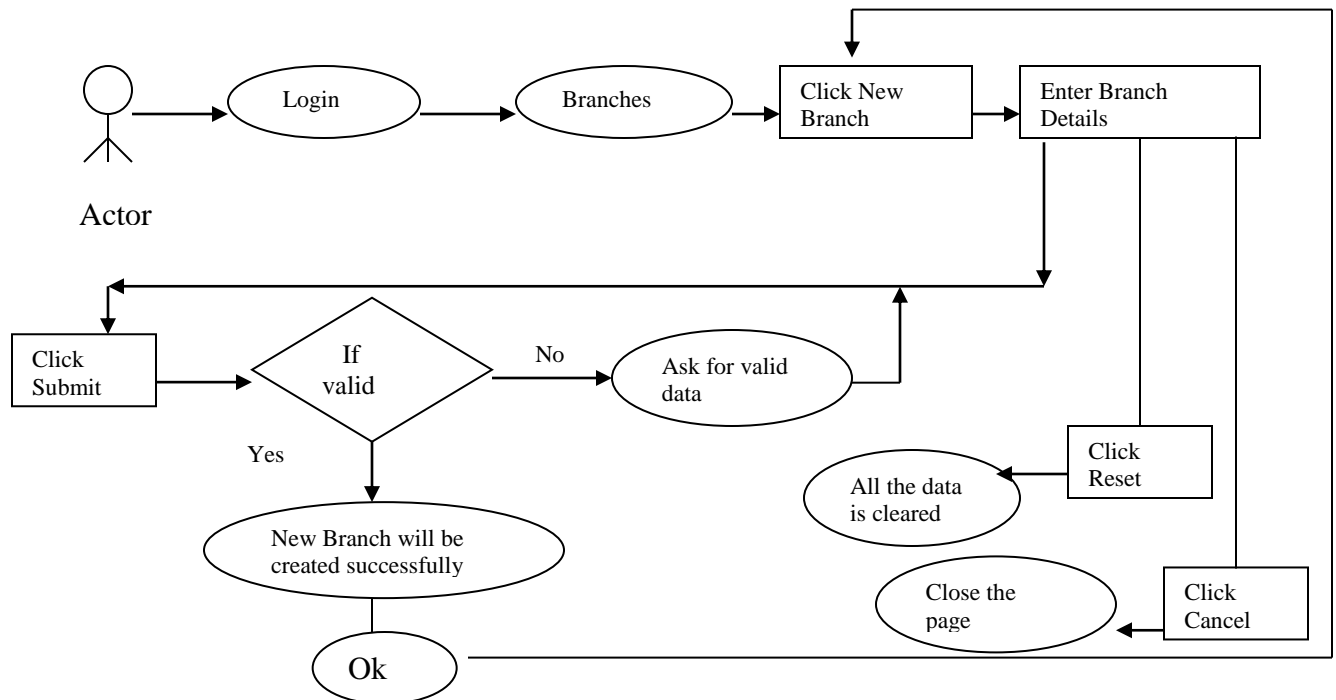 Login
Branches
Click New
Branch
Enter Branch
Details
Actor
Click
Submit
If
valid
No
Ask for valid
data
Yes
Click
Reset
All the data
is cleared
New Branch will be
created successfully
Close the
page
Click
Cancel
Ok